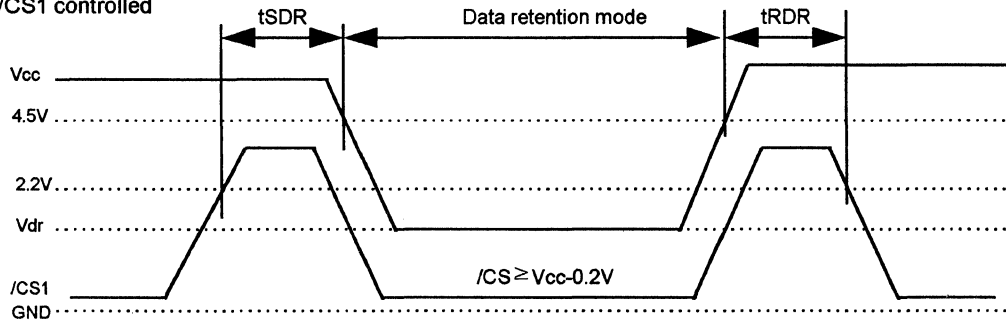 /CS1 controlled
tSDR
Data retention mode
tRDR
Vcc
4.5V
2.2V
Vdr
/CS≥Vcc-0.2V
/CS1
GND